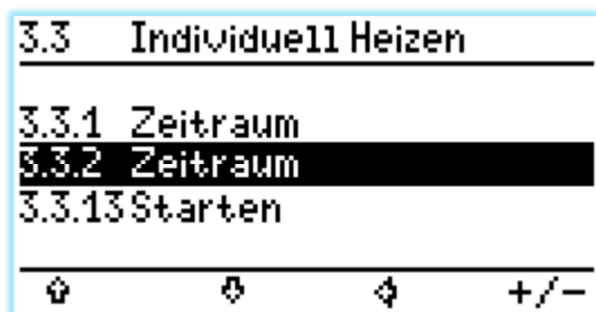 3.3 Individuell Heizen
3.3.1 Zeitraum
3.3.2 Zeitraum
3.3.13 Starten
+/-